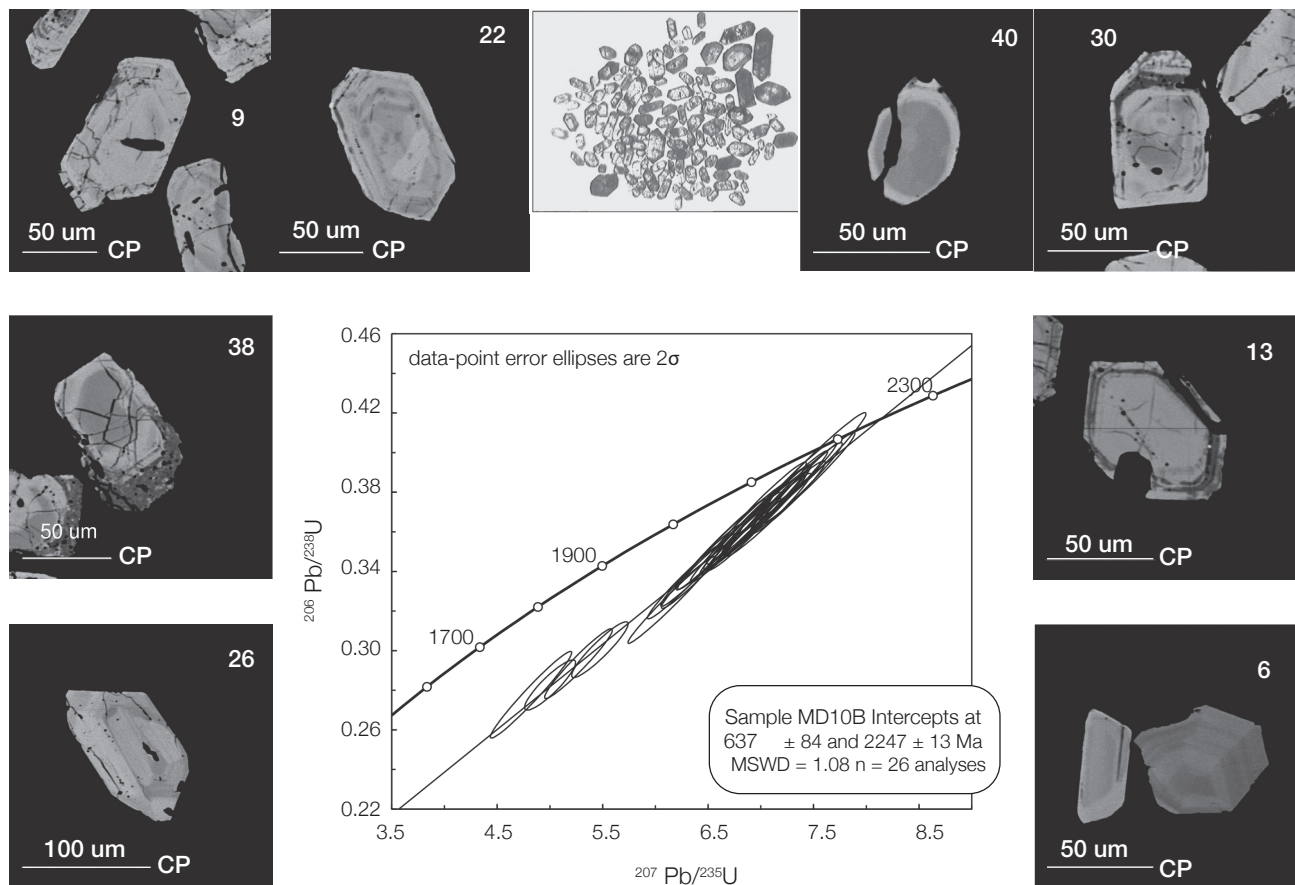 22
40
30
9
50 um
CP
50 um
CP
50 um
CP
50 um
CP
38
50 um
CP
13
50 um
CP
26
100 um
CP
6
50 um
CP
data-point error ellipses are 2σ
0.46
0.42
0.38
0.34
0.30
0.26
0.22
2300
1900
1700
206 Pb/238U
Sample MD10B Intercepts at
637 ± 84 and 2247 ± 13 Ma
MSWD = 1.08 n = 26 analyses
3.5 4.5 5.5 6.5 7.5 8.5
207 Pb/235U